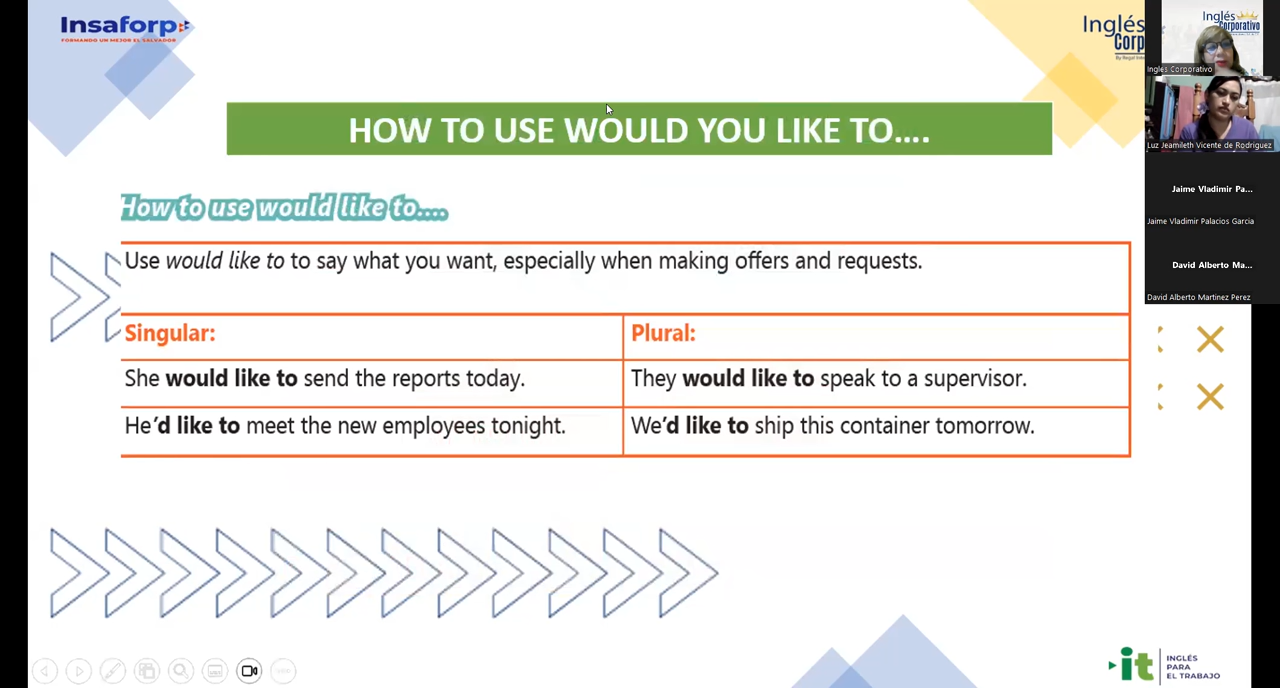 Insaforp
FORMANDO UN MEJOR EL SALVADOR
Inglés
Corp
Inglés
Corporativo
Ingles Corporativo
Luz Jeamileth Vicente de Rodriguez
Jaime Vladimir Pa...
Jaime Vladimir Palacios Garcia
David Alberto Ma...
David Alberto Martinez Perez
HOW TO USE WOULD YOU LIKE TO....
How to use would like to....
Use would like to to say what you want, especially when making offers and requests.
Singular:
Plural:
She would like to send the reports today.
They would like to speak to a supervisor.
He'd like to meet the new employees tonight.
We'd like to ship this container tomorrow.
it
INGLÉS
PARA
EL TRABAJO